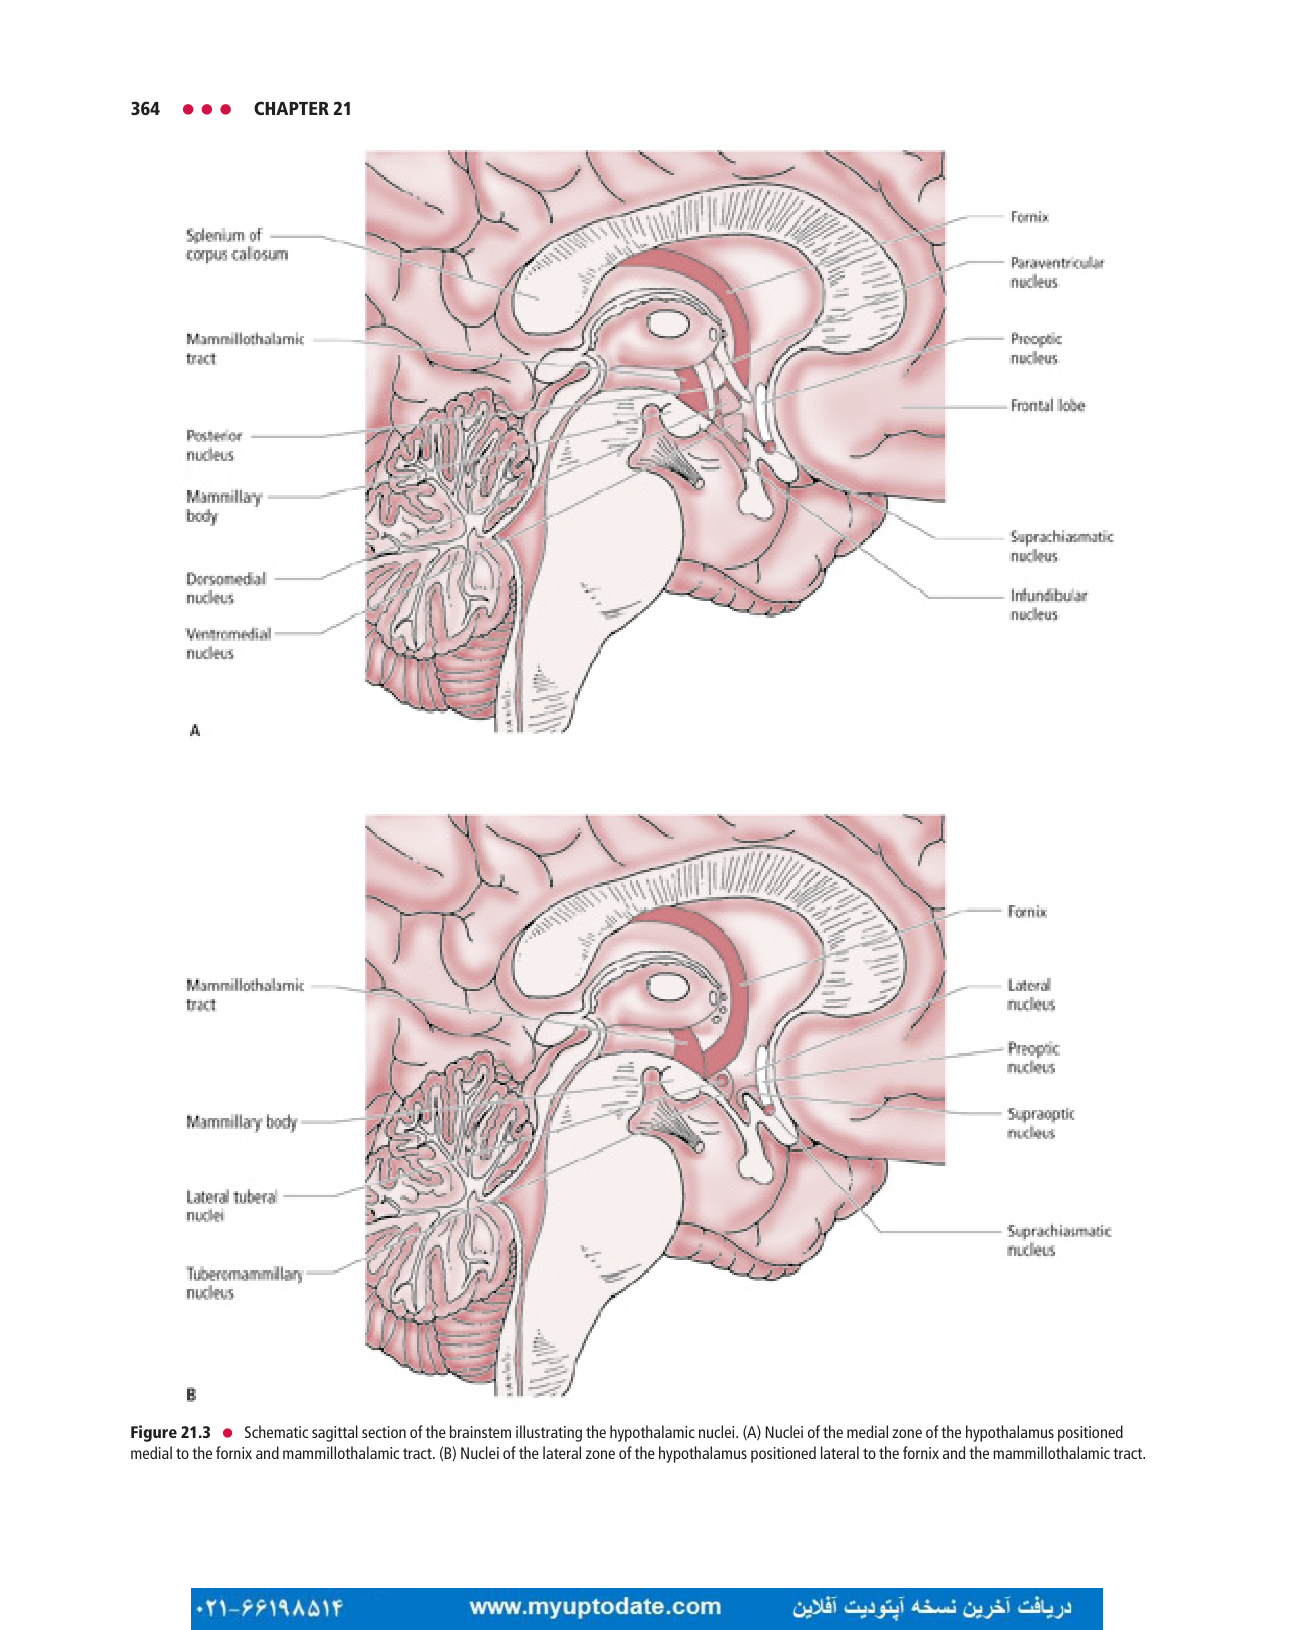 364 ● ● ● CHAPTER 21
Splenium of
corpus callosum
Mammillothalamic
tract
Posterior
nucleus
Mammillary
body
Dorsomedial
nucleus
Ventromedial
nucleus
Fornix
Paraventricular
nucleus
Preoptic
nucleus
Frontal lobe
Suprachiasmatic
nucleus
Infundibular
nucleus
A
Mammillothalamic
tract
Mammillary body
Lateral tuberal
nuclei
Tuberomammillary
nucleus
Fornix
Lateral
nucleus
Preoptic
nucleus
Supraoptic
nucleus
Suprachiasmatic
nucleus
B
Figure 21.3 ● Schematic sagittal section of the brainstem illustrating the hypothalamic nuclei. (A) Nuclei of the medial zone of the hypothalamus positioned
medial to the fornix and mammillothalamic tract. (B) Nuclei of the lateral zone of the hypothalamus positioned lateral to the fornix and the mammillothalamic tract.
۰۲۱-۶۶۱۹۸۵۱۴ www.myuptodate.com دریافت آخرین نسخه آپتودیت آفلاین